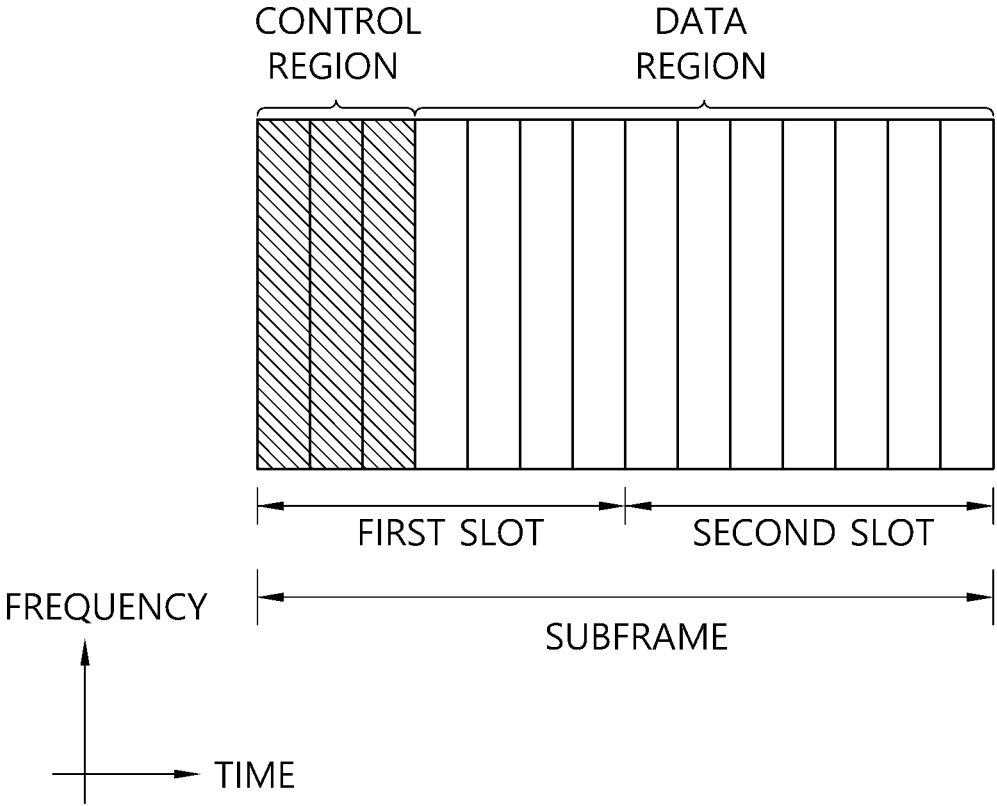 CONTROL
REGION
DATA
REGION
FIRST SLOT
SECOND SLOT
SUBFRAME
FREQUENCY
TIME